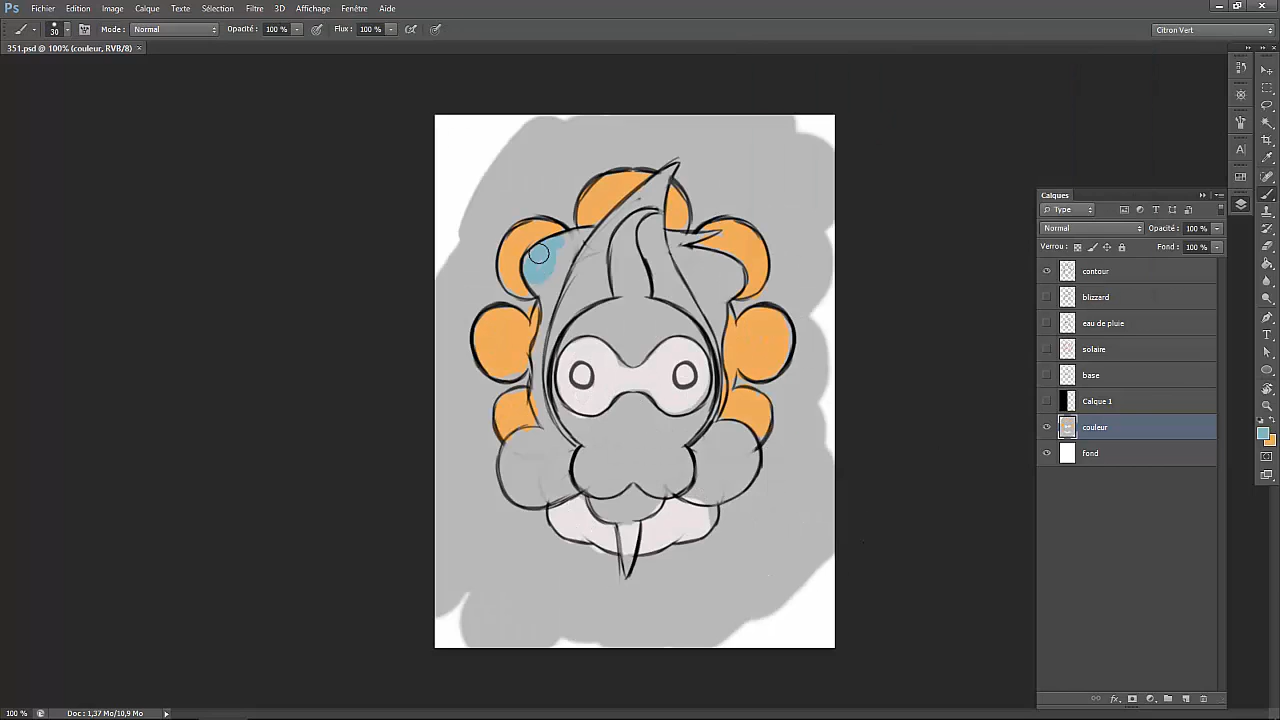 Ps Fichier Edition Image Calque Texte Sélection Filtre 3D Affichage Fenêtre Aide
30 Mode : Normal Opacité : 100 % Flux : 100 % Citron Vert
351.psd @ 100% (couleur, RVB/8) ×
Calques
Type
Normal Opacité : 100 %
Verrou : Fond : 100 %
contour
blizzard
eau de pluie
solaire
base
Calque 1
couleur
fond
fx
100 % Doc : 1,37 Mo/10,9 Mo